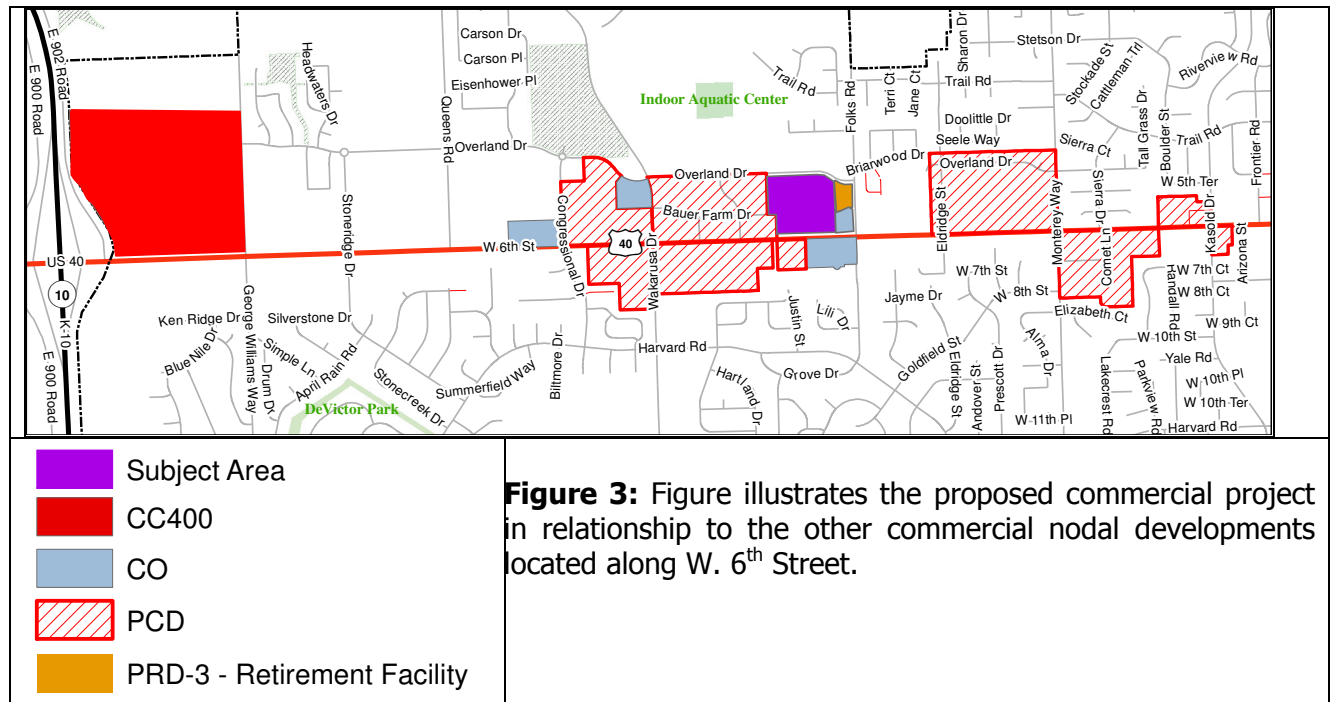 E 902 Road
E 900 Road
Headwaters Dr
Carson Dr
Carson Pl
Eisenhower Pl
Queens Rd
Overland Dr
Indoor Aquatic Center
Trail Rd
Folks Rd
Terri Ct
Jane Ct
Sharon Dr
Stetson Dr
Trail Rd
Stockade St
Cattleman Trl
Riverview Rd
Doolittle Dr
Seele Way
Overland Dr
Sierra Ct
Tall Grass Dr
Boulder St
Trail Rd
Frontier Rd
Briarwood Dr
Overland Dr
Bauer Farm Dr
W 5th Ter
Stoneridge Dr
Congressional Dr
Wakarusa Dr
Eldridge St
Monterey Way
Sierra Dr
Comet Ln
Kasold Dr
Arizona St
US 40
W 6th St
40
10
K-10
E 900 Road
W 7th St
W 8th St
Randall Rd
W 7th Ct
W 8th Ct
W 9th Ct
Elizabeth Ct
W 10th St
Yale Rd
W 10th Pl
W 10th Ter
Harvard Rd
Ken Ridge Dr
Blue Nile Dr
George Williams Way
Drum Dr
Simple Ln
Silverstone Dr
April Rain Rd
DeVictor Park
Stonecreek Dr
Summerfield Way
Biltmore Dr
Harvard Rd
Hartland Dr
Justin St
Lili Dr
Grove Dr
Jayme Dr
Goldfield St
Eldridge St
Andover St
Prescott Dr
Alma Dr
W 11th Pl
Lakecrest Rd
Parkview Rd
Subject Area
CC400
CO
PCD
PRD-3 - Retirement Facility
Figure 3: Figure illustrates the proposed commercial project
in relationship to the other commercial nodal developments
located along W. 6th Street.